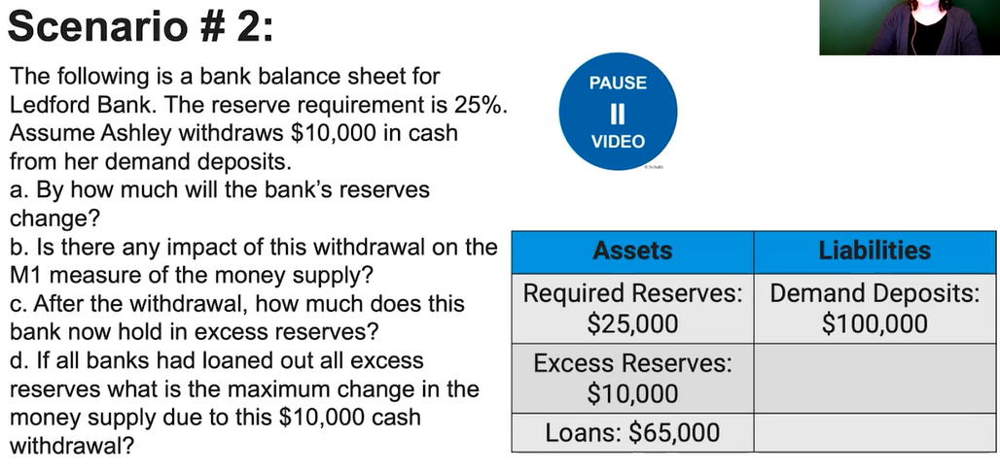 Scenario # 2:
The following is a bank balance sheet for
Ledford Bank. The reserve requirement is 25%.
Assume Ashley withdraws $10,000 in cash
from her demand deposits.
a. By how much will the bank's reserves
change?
b. Is there any impact of this withdrawal on the
M1 measure of the money supply?
c. After the withdrawal, how much does this
bank now hold in excess reserves?
d. If all banks had loaned out all excess
reserves what is the maximum change in the
money supply due to this $10,000 cash
withdrawal?
PAUSE
VIDEO
© Schultz
Assets
Liabilities
Required Reserves:
$25,000
Demand Deposits:
$100,000
Excess Reserves:
$10,000
Loans: $65,000